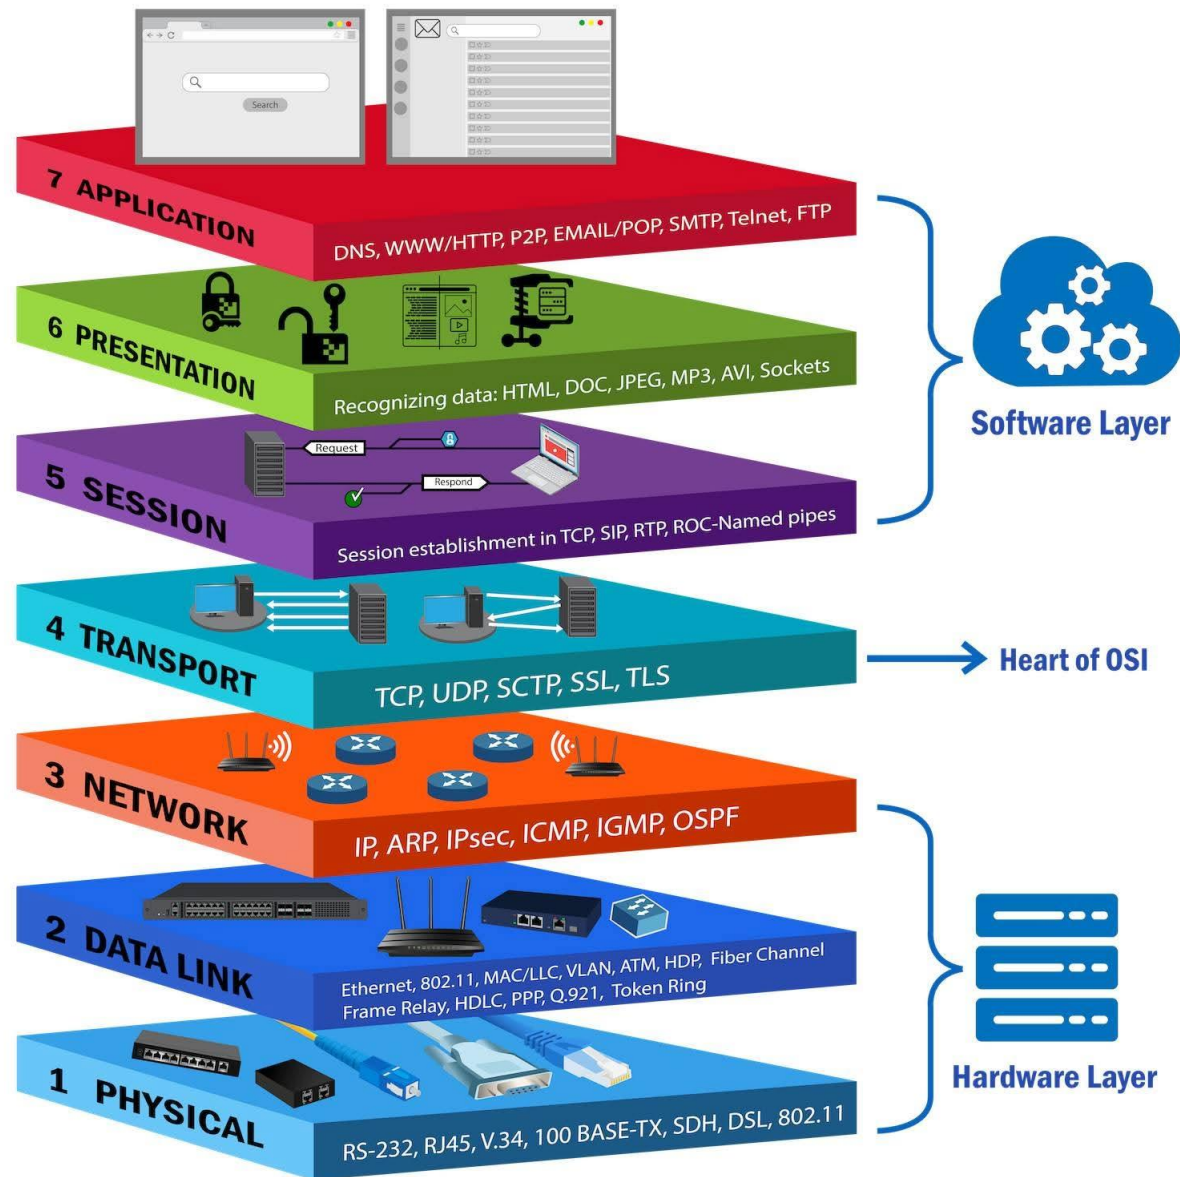 Search
7 APPLICATION
DNS, WWW/HTTP, P2P, EMAIL/POP, SMTP, Telnet, FTP
6 PRESENTATION
Recognizing data: HTML, DOC, JPEG, MP3, AVI, Sockets
Software Layer
5 SESSION
Request
Respond
Session establishment in TCP, SIP, RTP, ROC-Named pipes
4 TRANSPORT
TCP, UDP, SCTP, SSL, TLS
Heart of OSI
3 NETWORK
IP, ARP, IPsec, ICMP, IGMP, OSPF
2 DATA LINK
Ethernet, 802.11, MAC/LLC, VLAN, ATM, HDP, Fiber Channel
Frame Relay, HDLC, PPP, Q.921, Token Ring
Hardware Layer
1 PHYSICAL
RS-232, RJ45, V.34, 100 BASE-TX, SDH, DSL, 802.11